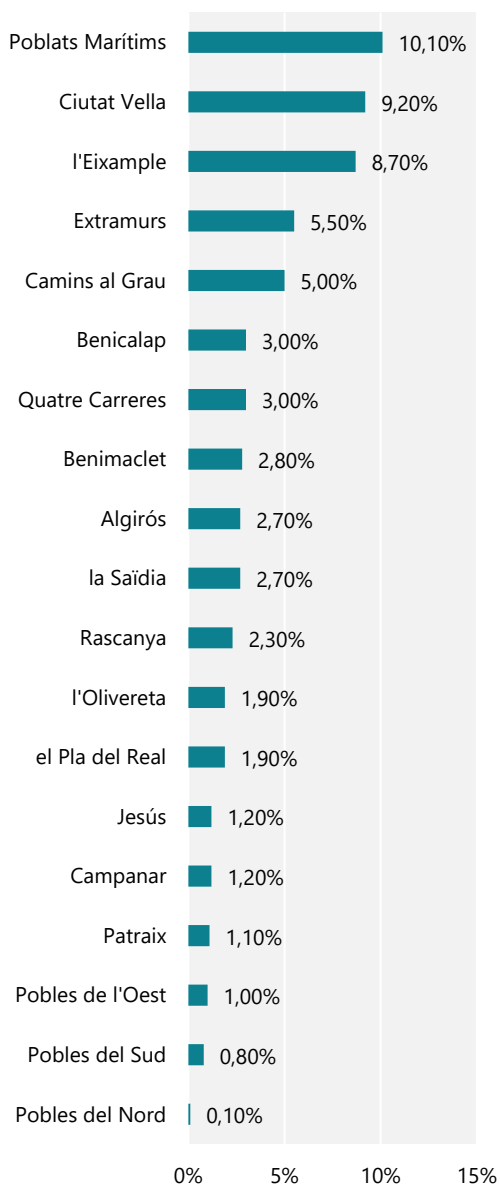 Poblats Marítims 10,10%
Ciutat Vella 9,20%
l'Eixample 8,70%
Extramurs 5,50%
Camins al Grau 5,00%
Benicalap 3,00%
Quatre Carreres 3,00%
Benimaclet 2,80%
Algirós 2,70%
la Saïdia 2,70%
Rascanya 2,30%
l'Olivereta 1,90%
el Pla del Real 1,90%
Jesús 1,20%
Campanar 1,20%
Patraix 1,10%
Pobles de l'Oest 1,00%
Pobles del Sud 0,80%
Pobles del Nord 0,10%
0% 5% 10% 15%